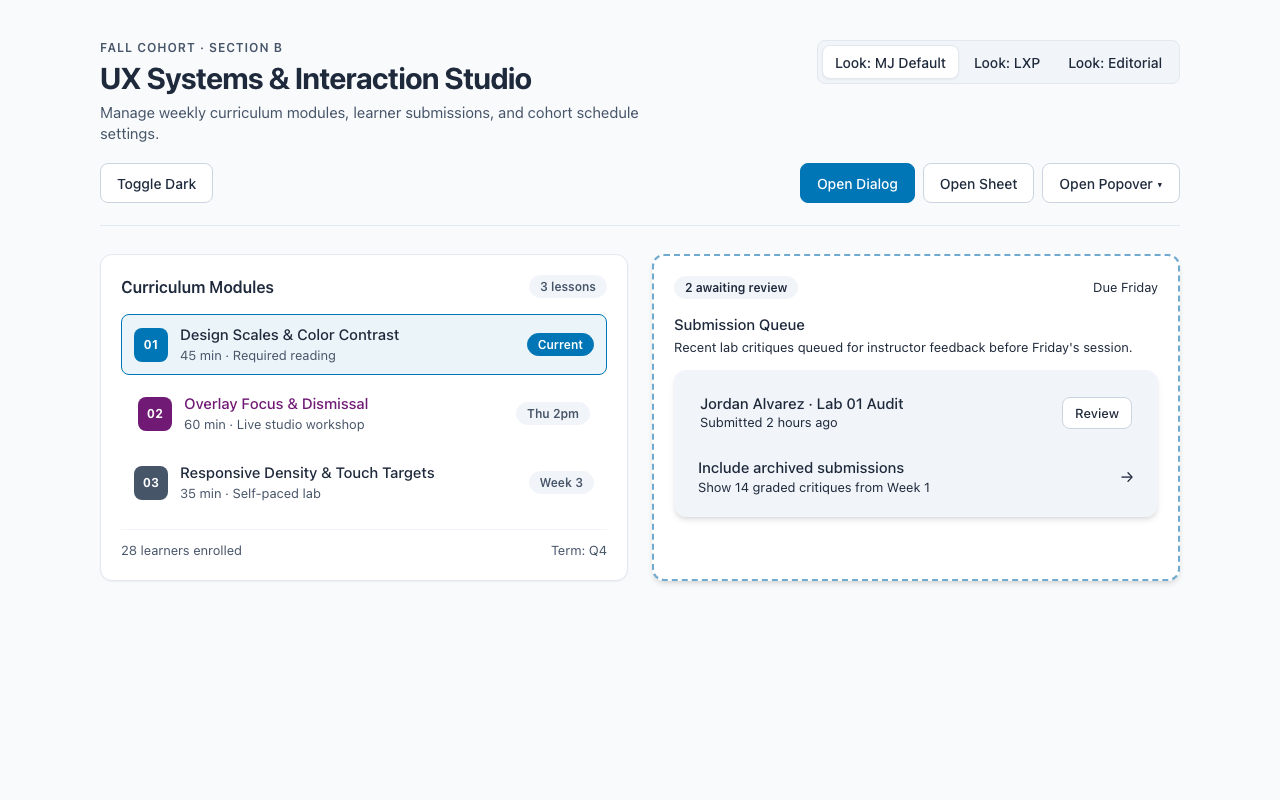 FALL COHORT · SECTION B
UX Systems & Interaction Studio
Manage weekly curriculum modules, learner submissions, and cohort schedule
settings.
Look: MJ Default
Look: LXP
Look: Editorial
Toggle Dark
Open Dialog
Open Sheet
Open Popover ▾
Curriculum Modules
3 lessons
01
Design Scales & Color Contrast
45 min · Required reading
Current
02
Overlay Focus & Dismissal
60 min · Live studio workshop
Thu 2pm
03
Responsive Density & Touch Targets
35 min · Self-paced lab
Week 3
28 learners enrolled
Term: Q4
2 awaiting review
Due Friday
Submission Queue
Recent lab critiques queued for instructor feedback before Friday's session.
Jordan Alvarez · Lab 01 Audit
Submitted 2 hours ago
Review
Include archived submissions
Show 14 graded critiques from Week 1
→